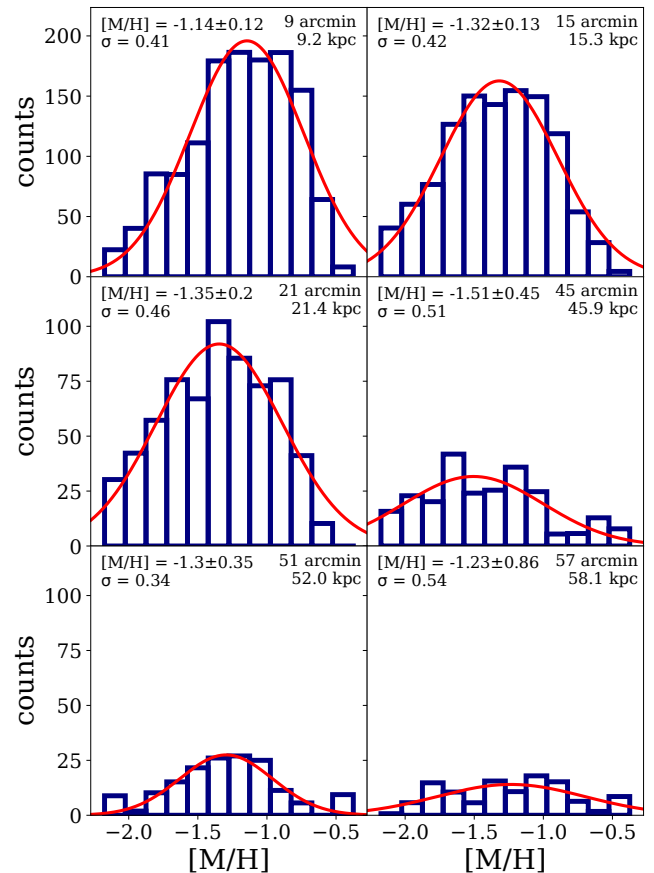 [M/H] = -1.14±0.12 9 arcmin
σ = 0.41 9.2 kpc
[M/H] = -1.32±0.13 15 arcmin
σ = 0.42 15.3 kpc
200
150
100
50
0
counts
[M/H] = -1.35±0.2 21 arcmin
σ = 0.46 21.4 kpc
[M/H] = -1.51±0.45 45 arcmin
σ = 0.51 45.9 kpc
100
75
50
25
0
counts
[M/H] = -1.3±0.35 51 arcmin
σ = 0.34 52.0 kpc
[M/H] = -1.23±0.86 57 arcmin
σ = 0.54 58.1 kpc
100
75
50
25
0
counts
−2.0 −1.5 −1.0 −0.5
−2.0 −1.5 −1.0 −0.5
[M/H] [M/H]